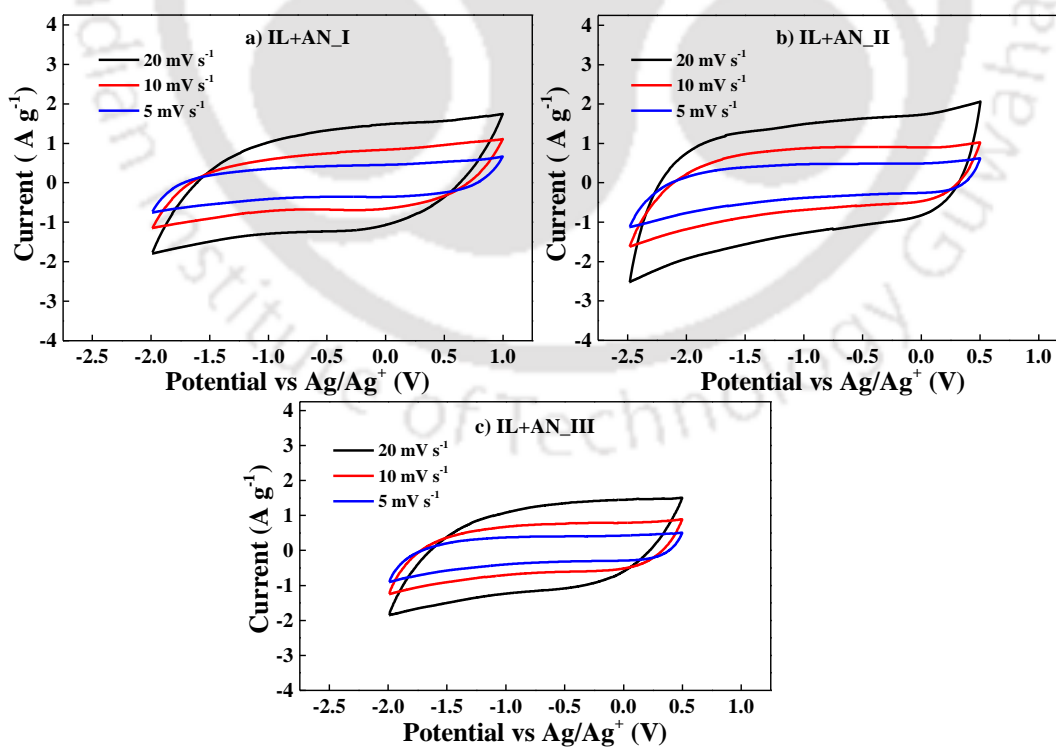 a) IL+AN_I
20 mV s-1
10 mV s-1
5 mV s-1
4
3
2
1
0
-1
-2
-3
-4
Current ( A g-1)
-2.5 -2.0 -1.5 -1.0 -0.5 0.0 0.5 1.0
Potential vs Ag/Ag+ (V)
b) IL+AN_II
20 mV s-1
10 mV s-1
5 mV s-1
4
3
2
1
0
-1
-2
-3
-4
Current ( A g-1)
-2.5 -2.0 -1.5 -1.0 -0.5 0.0 0.5 1.0
Potential vs Ag/Ag+ (V)
c) IL+AN_III
20 mV s-1
10 mV s-1
5 mV s-1
4
3
2
1
0
-1
-2
-3
-4
Current (A g-1)
-2.5 -2.0 -1.5 -1.0 -0.5 0.0 0.5 1.0
Potential vs Ag/Ag+ (V)
dian Institute of Technology Guwaha